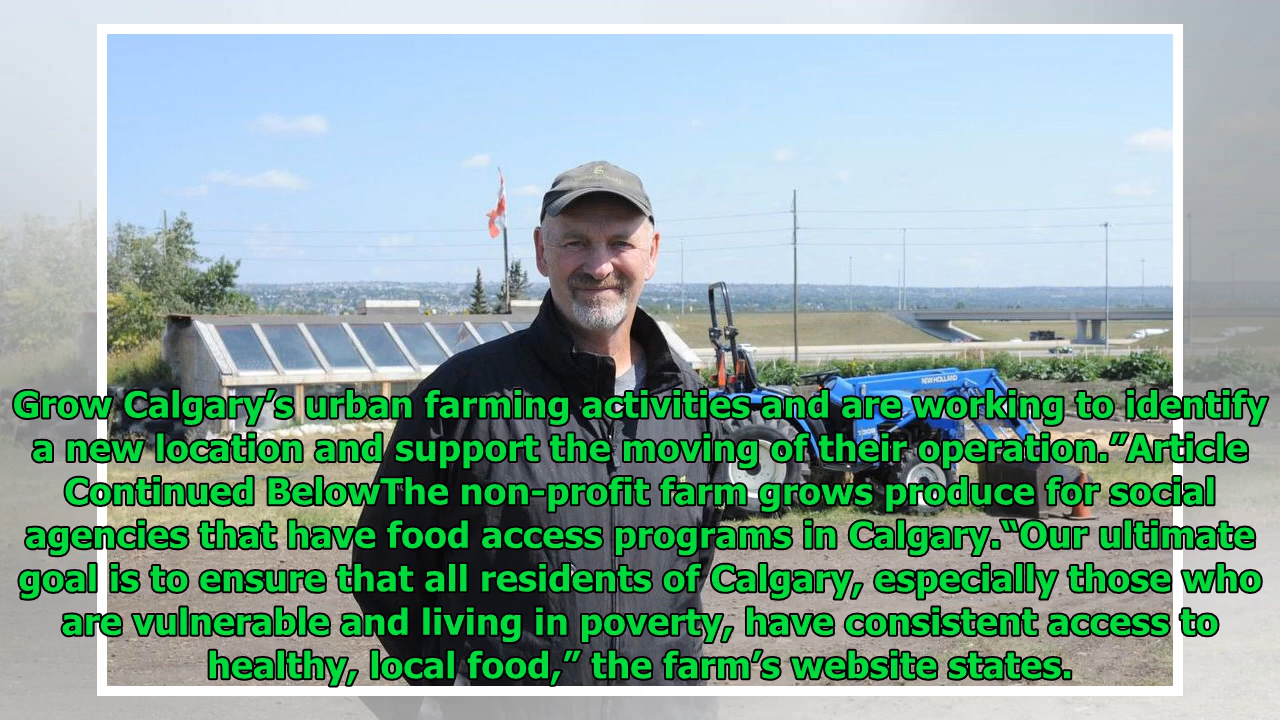 Grow Calgary’s urban farming activities and are working to identify
a new location and support the moving of their operation.”Article
Continued BelowThe non-profit farm grows produce for social
agencies that have food access programs in Calgary.“Our ultimate
goal is to ensure that all residents of Calgary, especially those who
are vulnerable and living in poverty, have consistent access to
healthy, local food,” the farm’s website states.
NEW HOLLAND